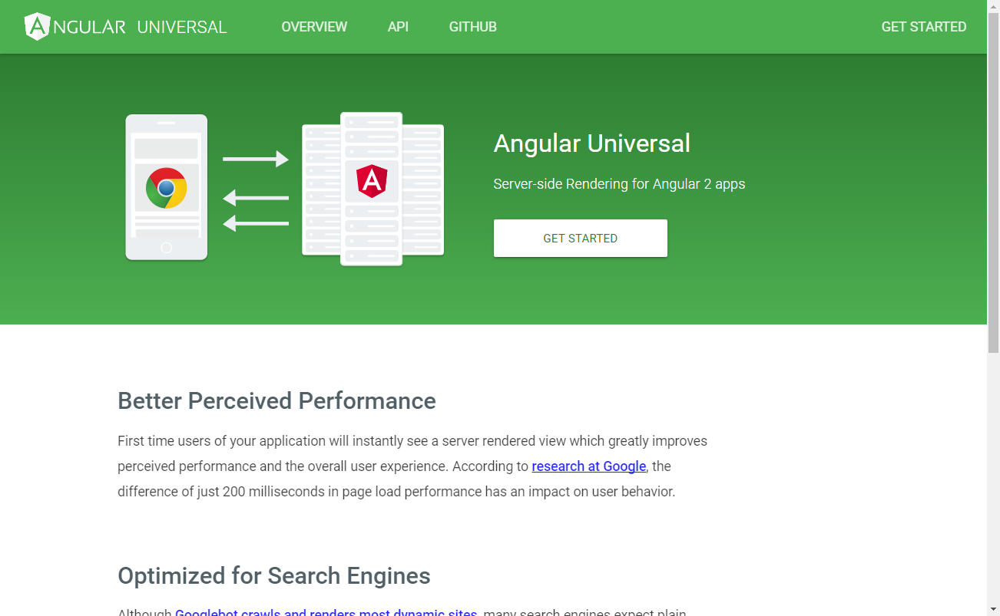 ANGULAR UNIVERSAL OVERVIEW API GITHUB GET STARTED
Angular Universal
Server-side Rendering for Angular 2 apps
GET STARTED
Better Perceived Performance
First time users of your application will instantly see a server rendered view which greatly improves
perceived performance and the overall user experience. According to research at Google, the
difference of just 200 milliseconds in page load performance has an impact on user behavior.
Optimized for Search Engines
Although Googlebot crawls and renders most dynamic sites, many search engines expect plain